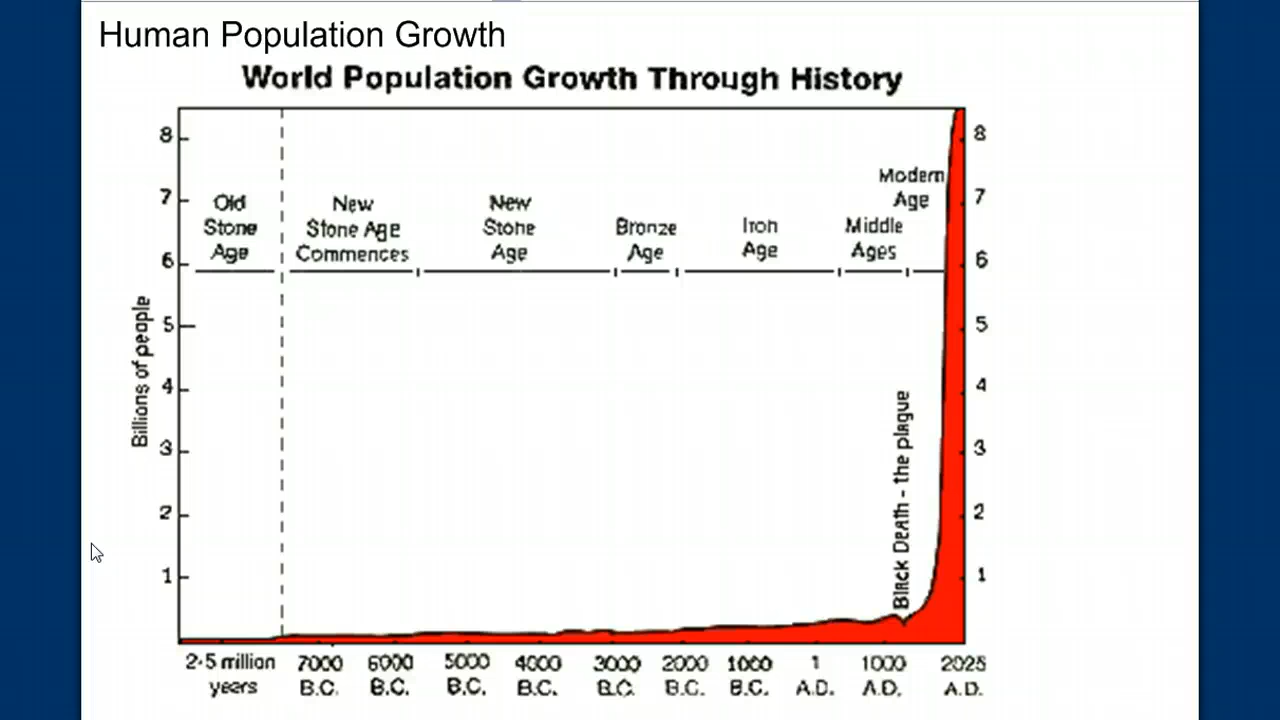 Human Population Growth
World Population Growth Through History
8
7
6
5
4
3
2
1
Billions of people
Old
Stone
Age
New
Stone Age
Commences
New
Stone
Age
Bronze
Age
Iron
Age
Middle
Ages
Modern
Age
Black Death - the plague
8
7
6
5
4
3
2
1
2·5 million
years
7000
B.C.
6000
B.C.
5000
B.C.
4000
B.C.
3000
B.C.
2000
B.C.
1000
B.C.
1
A.D.
1000
A.D.
2025
A.D.